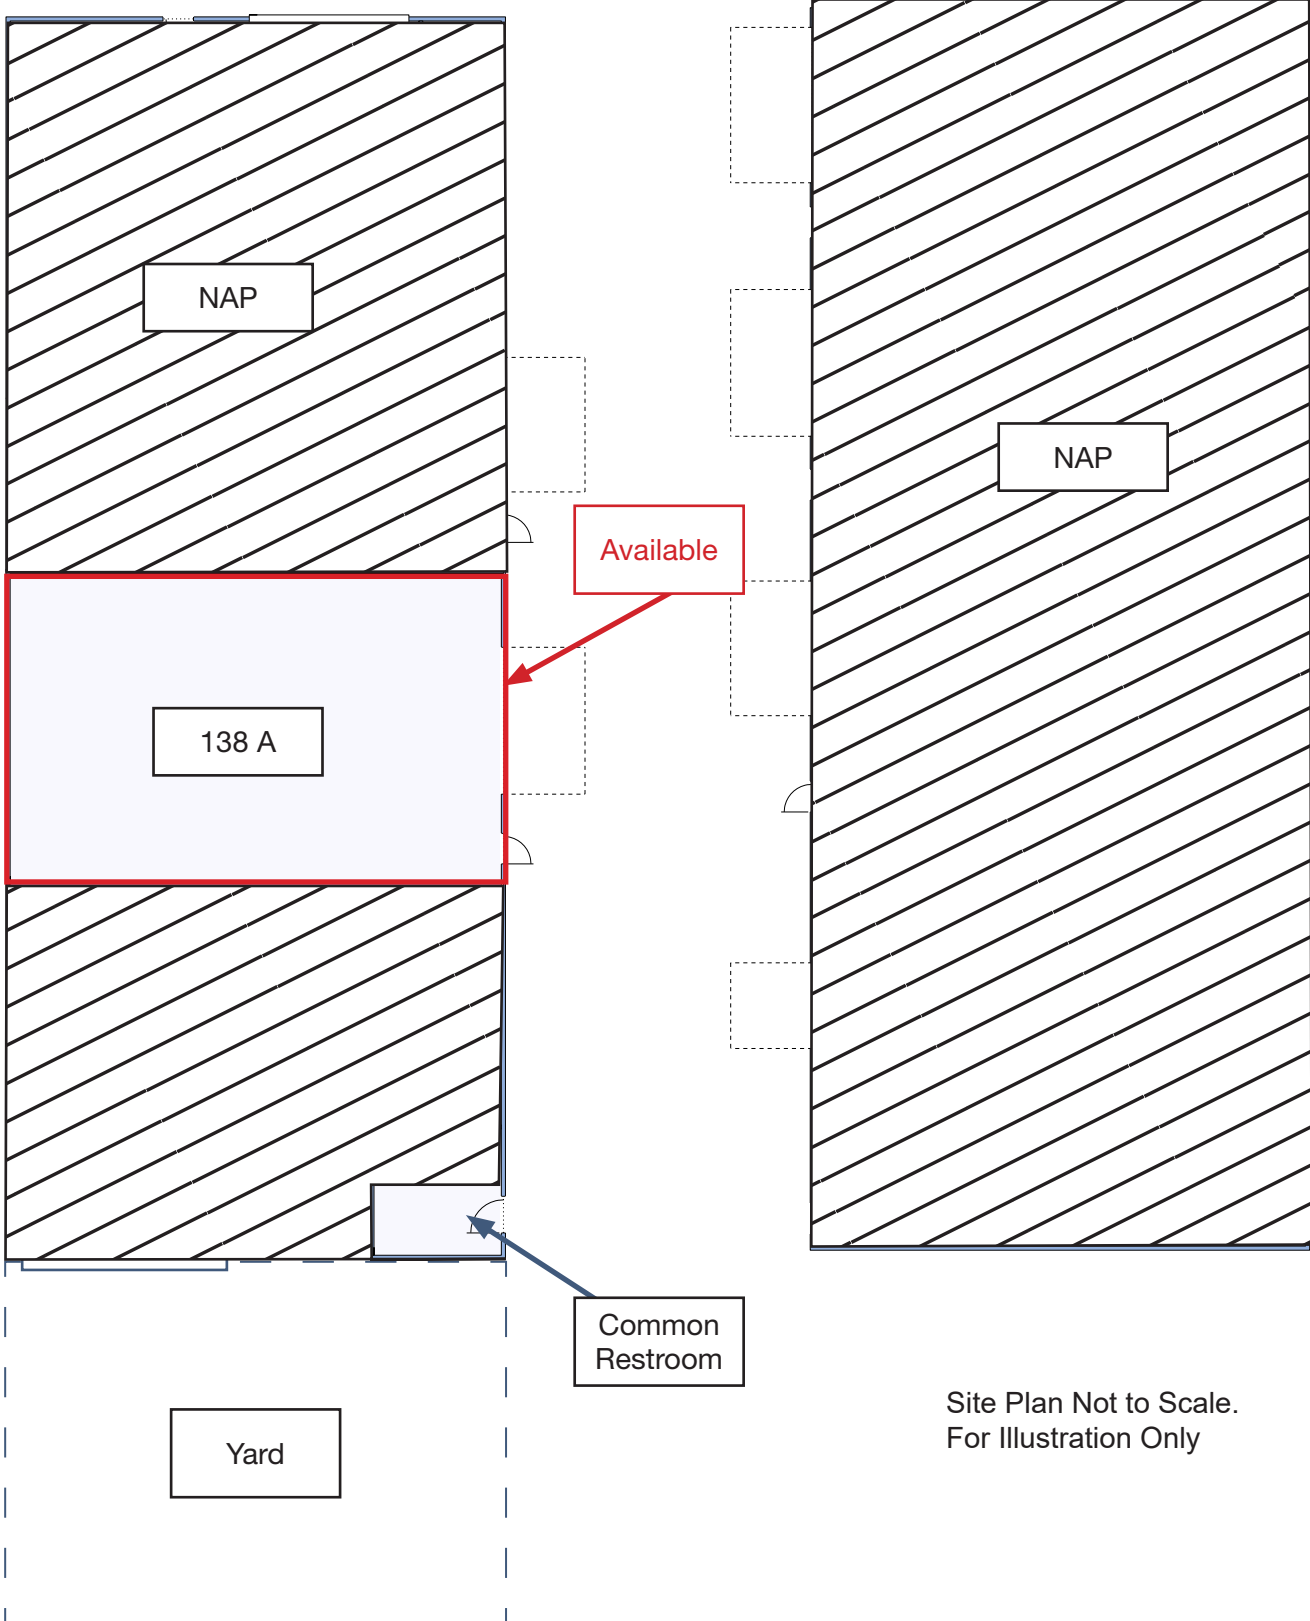 NAP
NAP
Available
138 A
Common
Restroom
Site Plan Not to Scale.
For Illustration Only
Yard